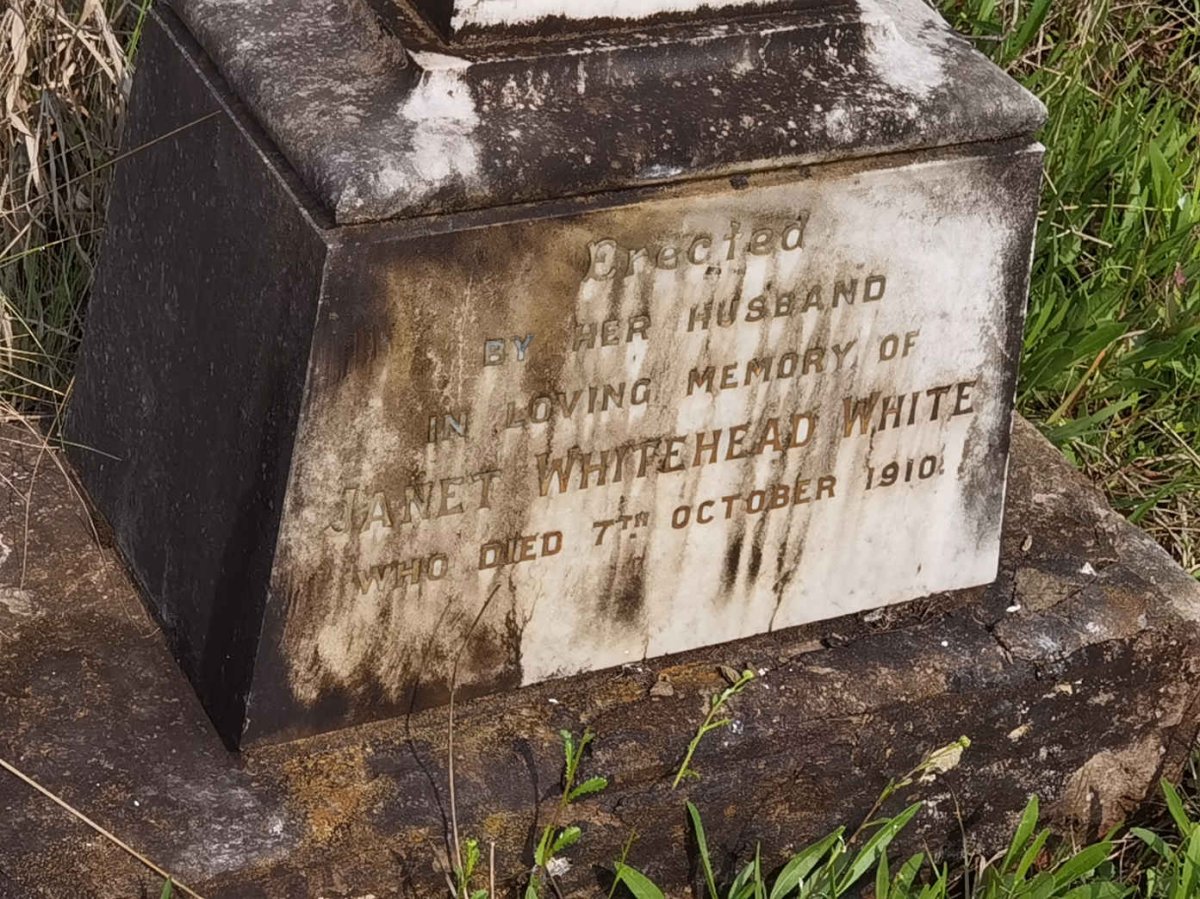 Erected
BY HER HUSBAND
IN LOVING MEMORY OF
JANET WHITEHEAD WHITE
WHO DIED 7TH OCTOBER 1910.